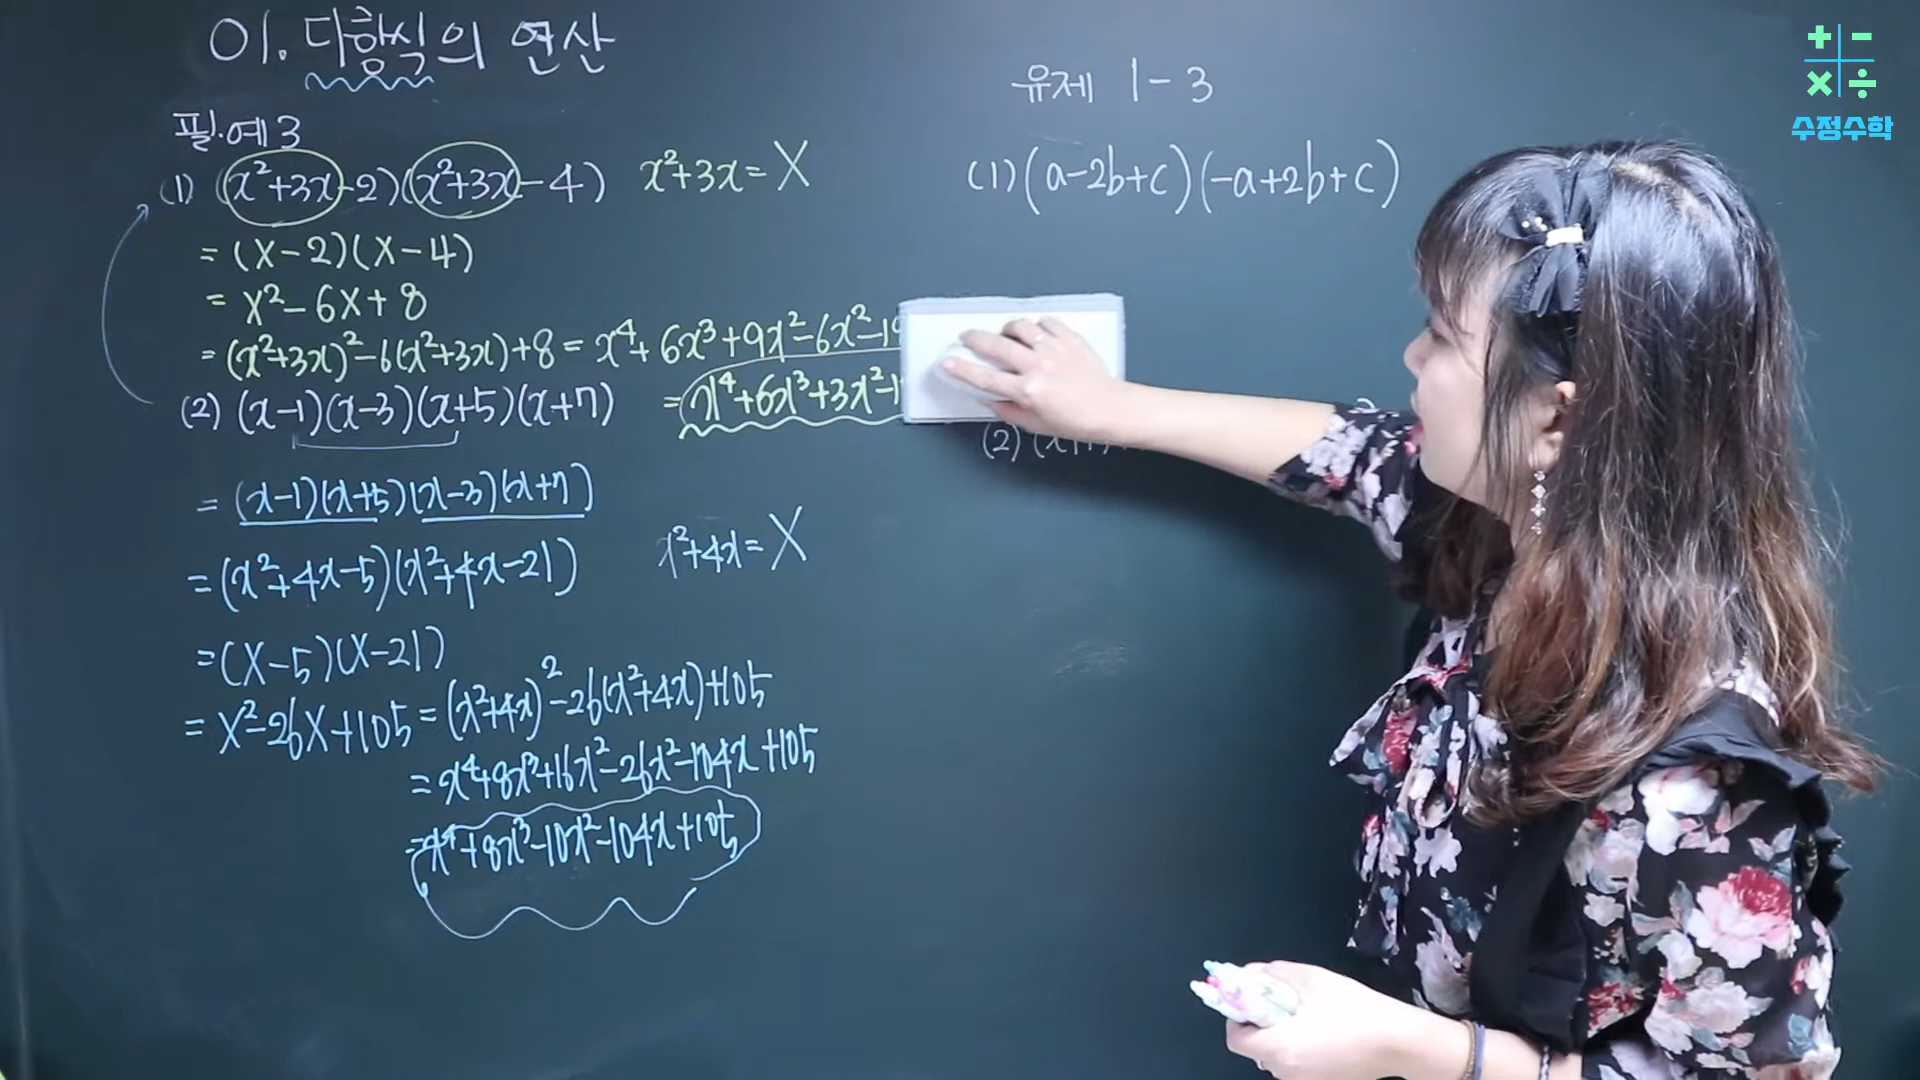 01. 다항식의 연산
필.예3
(1) (x²+3x-2)(x²+3x-4) x²+3x=X
= (X-2)(X-4)
= X²-6X+8
= (x²+3x)²-6(x²+3x)+8 = x⁴+6x³+9x²-6x²-1
= x⁴+6x³+3x²-1
(2) (x-1)(x-3)(x+5)(x+7)
= (x-1)(x+5)(x-3)(x+7)
= (x²+4x-5)(x²+4x-21) x²+4x=X
= (X-5)(X-21)
= X²-26X+105 = (x²+4x)²-26(x²+4x)+105
= x⁴+8x³+16x²-26x²-104x+105
= x⁴+8x³-10x²-104x+105
유제 1-3
(1) (a-2b+c)(-a+2b+c)
(2)
수정수학